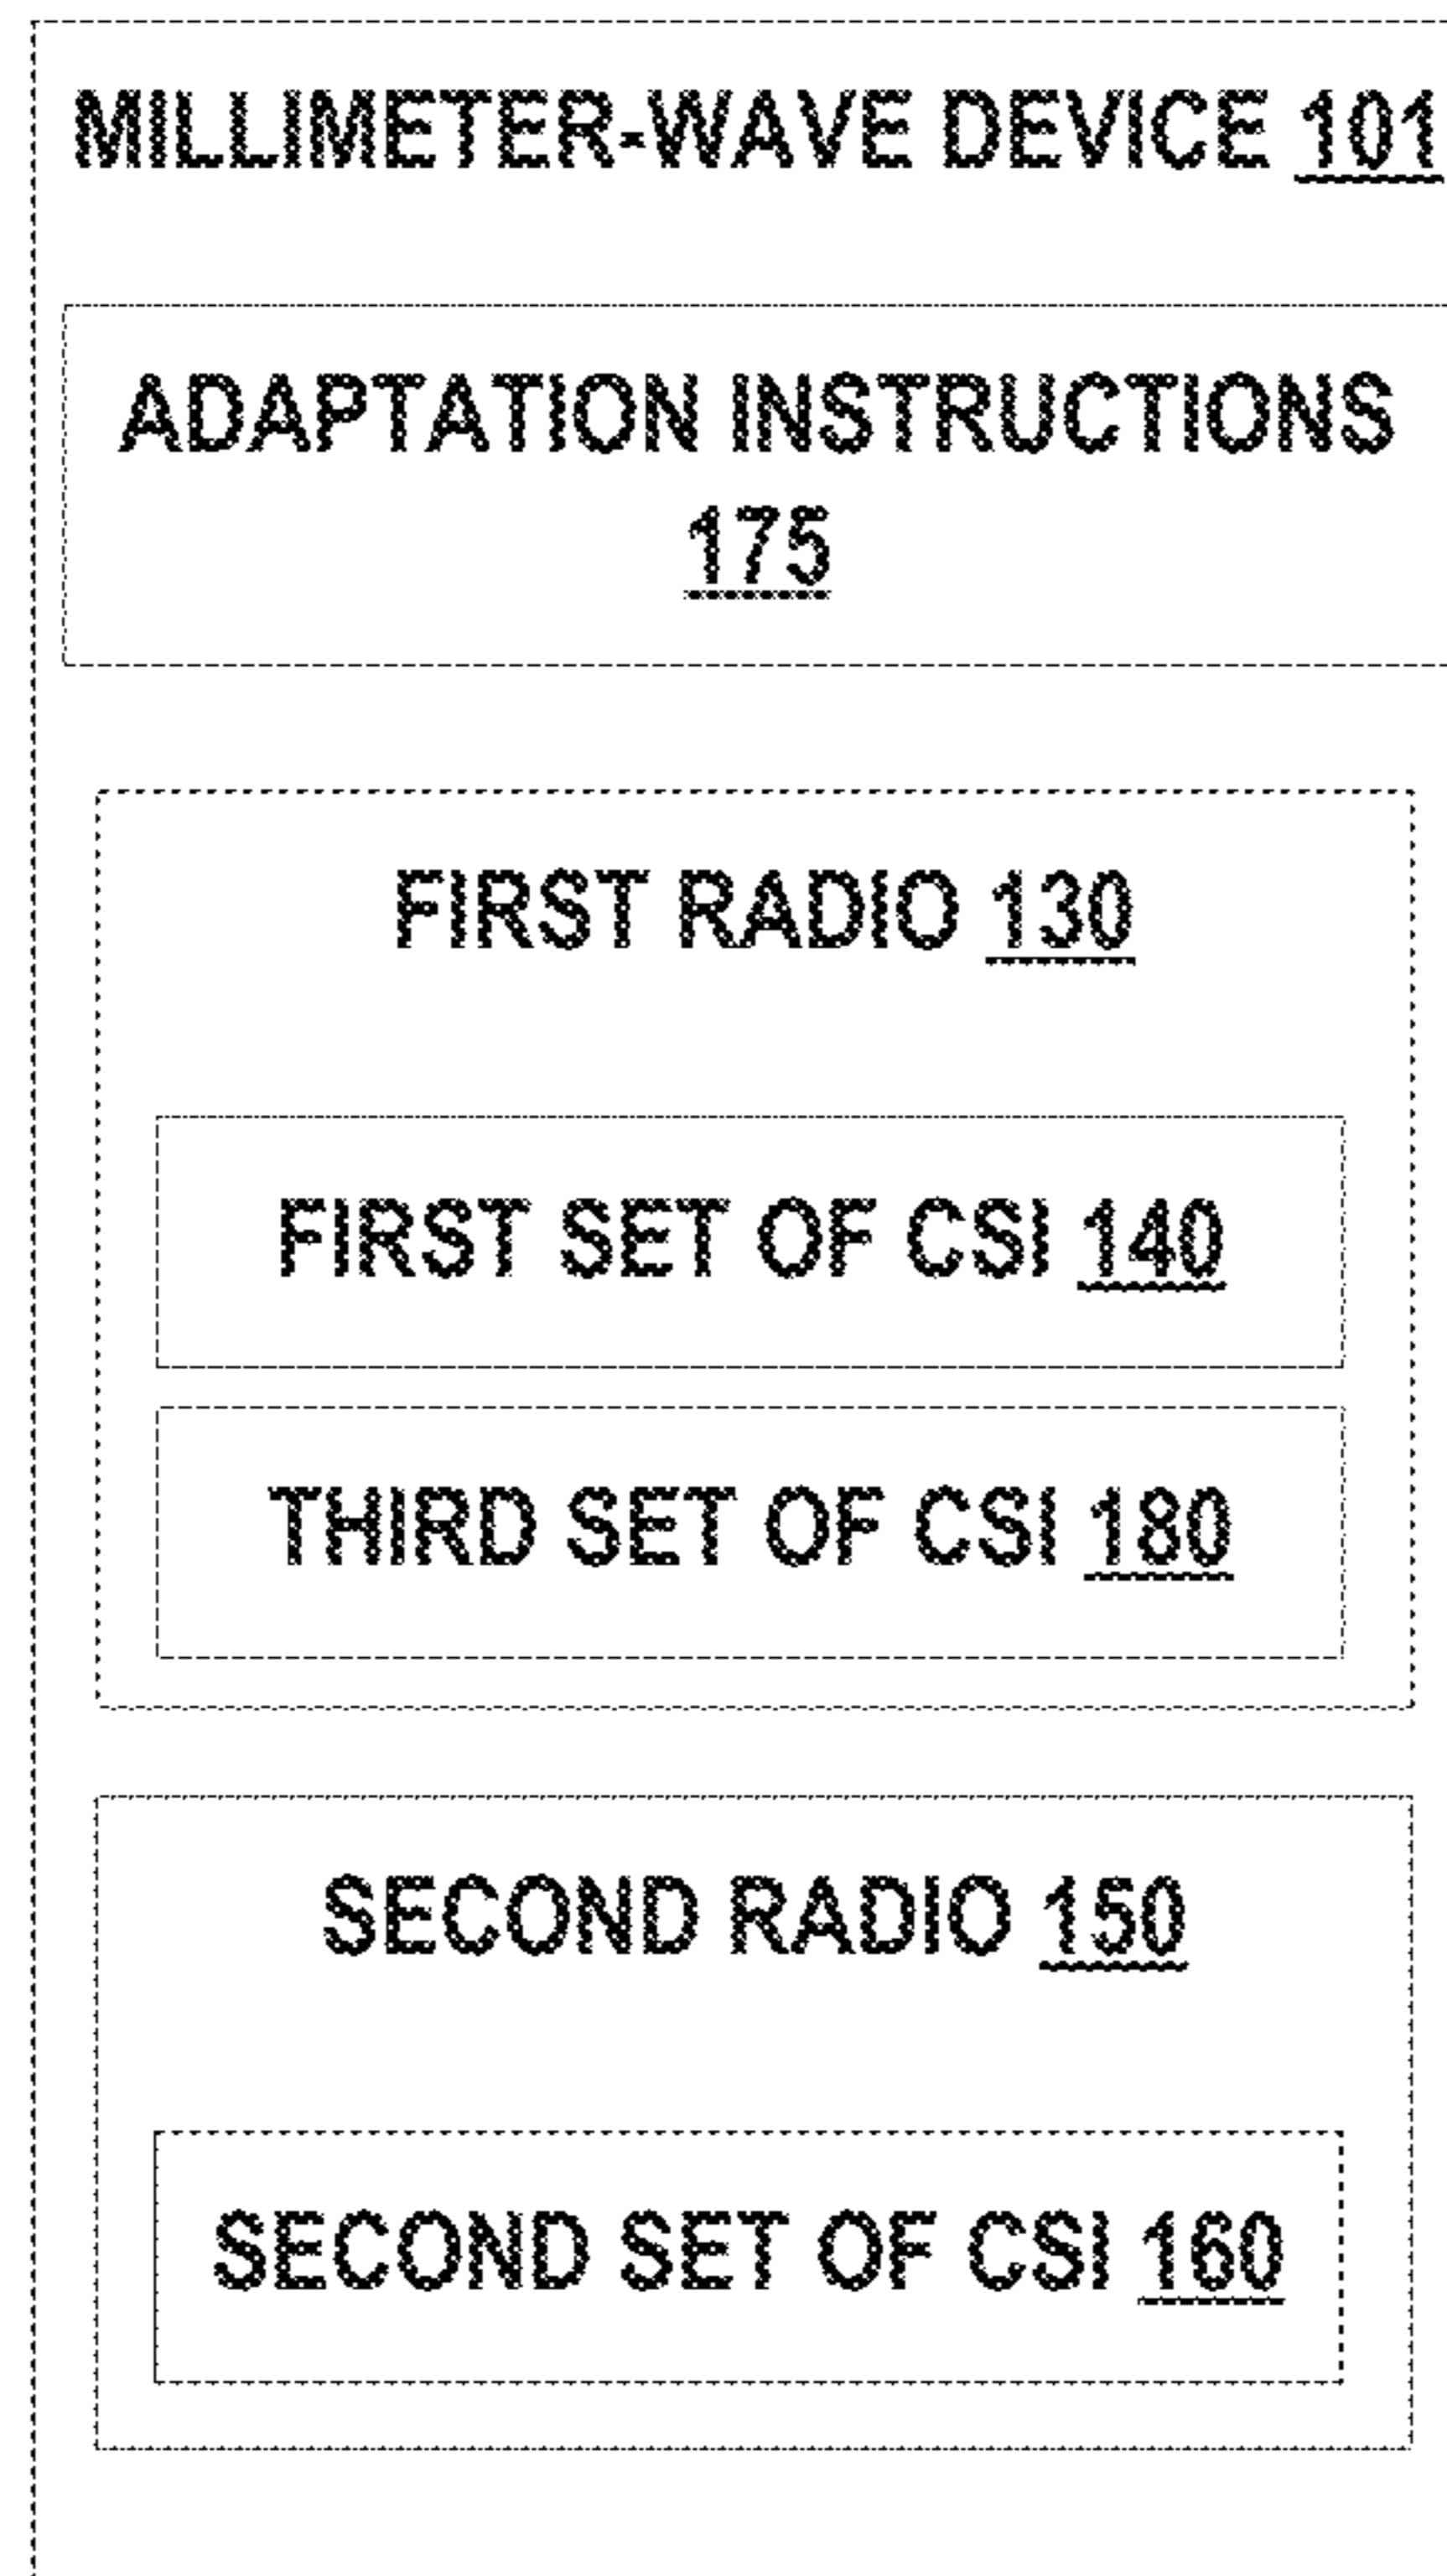 MILLIMETER-WAVE DEVICE 101
ADAPTATION INSTRUCTIONS
175
FIRST RADIO 130
FIRST SET OF CSI 140
THIRD SET OF CSI 180
SECOND RADIO 150
SECOND SET OF CSI 160